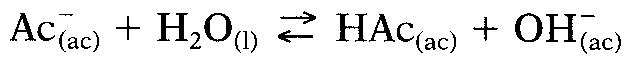 Ac⁻(ac) + H₂O(l) ⇄ HAc(ac) + OH⁻(ac)